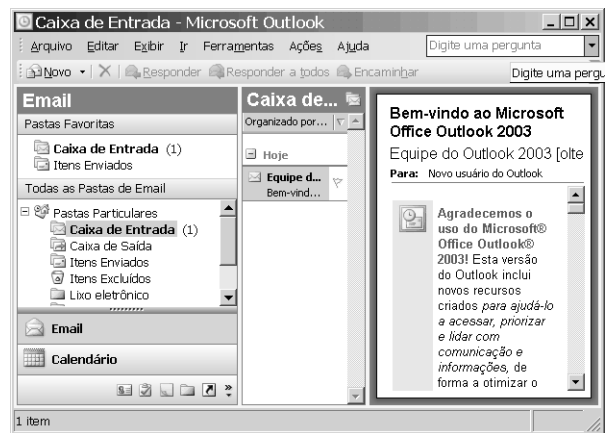 Caixa de Entrada - Microsoft Outlook
Arquivo Editar Exibir Ir Ferramentas Ações Ajuda Digite uma pergunta
Novo Responder Responder a todos Encaminhar Digite uma pergu
Email
Pastas Favoritas
Caixa de Entrada (1)
Itens Enviados
Todas as Pastas de Email
Pastas Particulares
Caixa de Entrada (1)
Caixa de Saída
Itens Enviados
Itens Excluídos
Lixo eletrônico
Email
Calendário
Caixa de...
Organizado por...
Hoje
Equipe d...
Bem-vind...
Bem-vindo ao Microsoft
Office Outlook 2003
Equipe do Outlook 2003 [olte
Para: Novo usuário do Outlook
Agradecemos o
uso do Microsoft®
Office Outlook®
2003! Esta versão
do Outlook inclui
novos recursos
criados para ajudá-lo
a acessar, priorizar
e lidar com
comunicação e
informações, de
forma a otimizar o
1 item